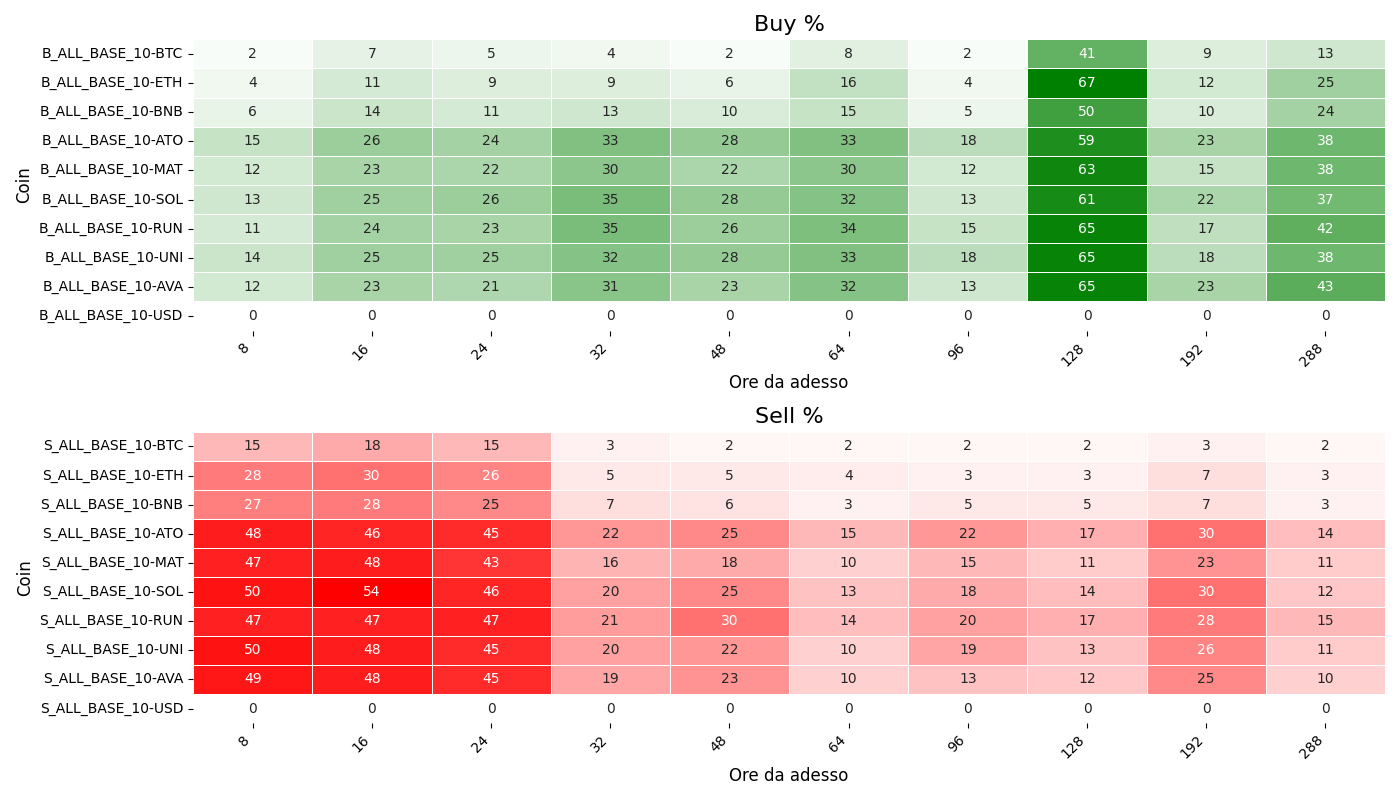 Buy %
Coin
B_ALL_BASE_10-BTC 2 7 5 4 2 8 2 41 9 13
B_ALL_BASE_10-ETH 4 11 9 9 6 16 4 67 12 25
B_ALL_BASE_10-BNB 6 14 11 13 10 15 5 50 10 24
B_ALL_BASE_10-ATO 15 26 24 33 28 33 18 59 23 38
B_ALL_BASE_10-MAT 12 23 22 30 22 30 12 63 15 38
B_ALL_BASE_10-SOL 13 25 26 35 28 32 13 61 22 37
B_ALL_BASE_10-RUN 11 24 23 35 26 34 15 65 17 42
B_ALL_BASE_10-UNI 14 25 25 32 28 33 18 65 18 38
B_ALL_BASE_10-AVA 12 23 21 31 23 32 13 65 23 43
B_ALL_BASE_10-USD 0 0 0 0 0 0 0 0 0 0
8 16 24 32 48 64 96 128 192 288
Ore da adesso
Sell %
Coin
S_ALL_BASE_10-BTC 15 18 15 3 2 2 2 2 3 2
S_ALL_BASE_10-ETH 28 30 26 5 5 4 3 3 7 3
S_ALL_BASE_10-BNB 27 28 25 7 6 3 5 5 7 3
S_ALL_BASE_10-ATO 48 46 45 22 25 15 22 17 30 14
S_ALL_BASE_10-MAT 47 48 43 16 18 10 15 11 23 11
S_ALL_BASE_10-SOL 50 54 46 20 25 13 18 14 30 12
S_ALL_BASE_10-RUN 47 47 47 21 30 14 20 17 28 15
S_ALL_BASE_10-UNI 50 48 45 20 22 10 19 13 26 11
S_ALL_BASE_10-AVA 49 48 45 19 23 10 13 12 25 10
S_ALL_BASE_10-USD 0 0 0 0 0 0 0 0 0 0
8 16 24 32 48 64 96 128 192 288
Ore da adesso